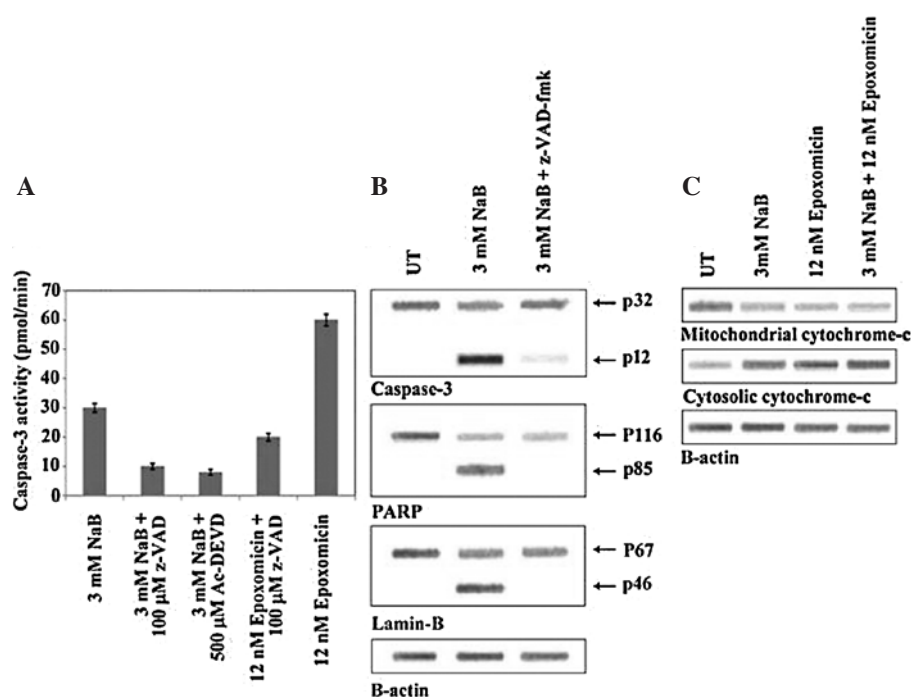 A
Caspase-3 activity (pmol/min)
70
60
50
40
30
20
10
0
3 mM NaB
3 mM NaB +
100 µM z-VAD
3 mM NaB +
500 µM Ac-DEVD
12 nM Epoxomicin +
100 µM z-VAD
12 nM Epoxomicin
B
UT
3 mM NaB
3 mM NaB + z-VAD-fmk
p32
p12
Caspase-3
P116
p85
PARP
P67
p46
Lamin-B
B-actin
C
UT
3mM NaB
12 nM Epoxomicin
3 mM NaB + 12 nM Epoxomicin
Mitochondrial cytochrome-c
Cytosolic cytochrome-c
B-actin